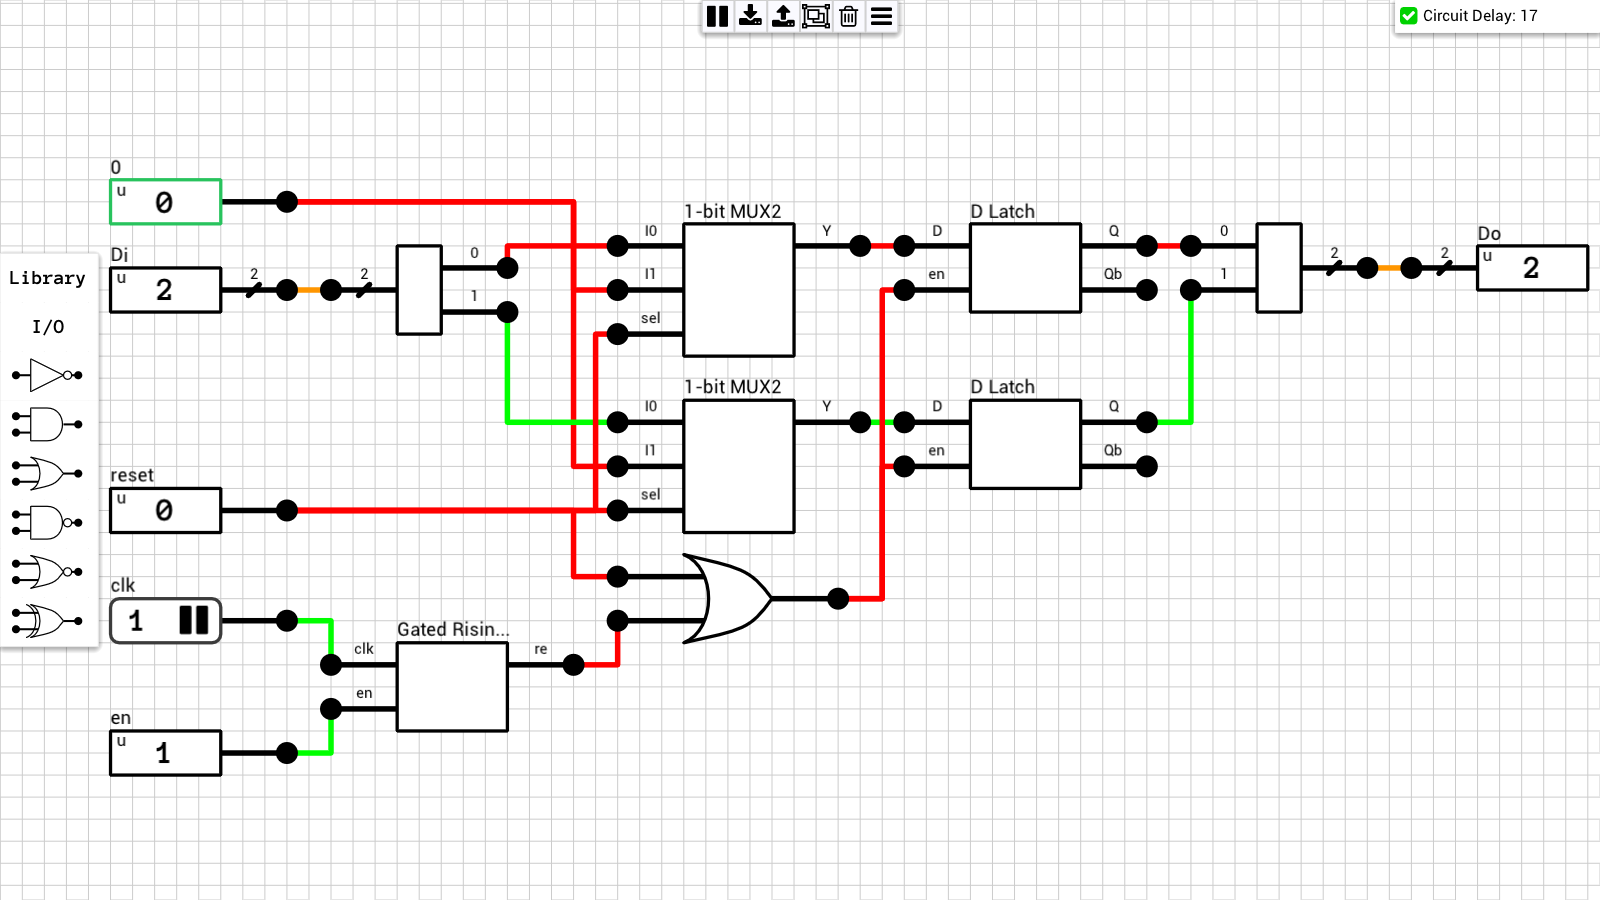 Circuit Delay: 17
0
u 0
Di
u 2
2
2
0
1
Library
I/O
reset
u 0
clk
1
en
u 1
Gated Risin...
clk
en
re
1-bit MUX2
I0
I1
sel
Y
1-bit MUX2
I0
I1
sel
Y
D Latch
D
en
Q
Qb
D Latch
D
en
Q
Qb
0
1
2
2
Do
u 2